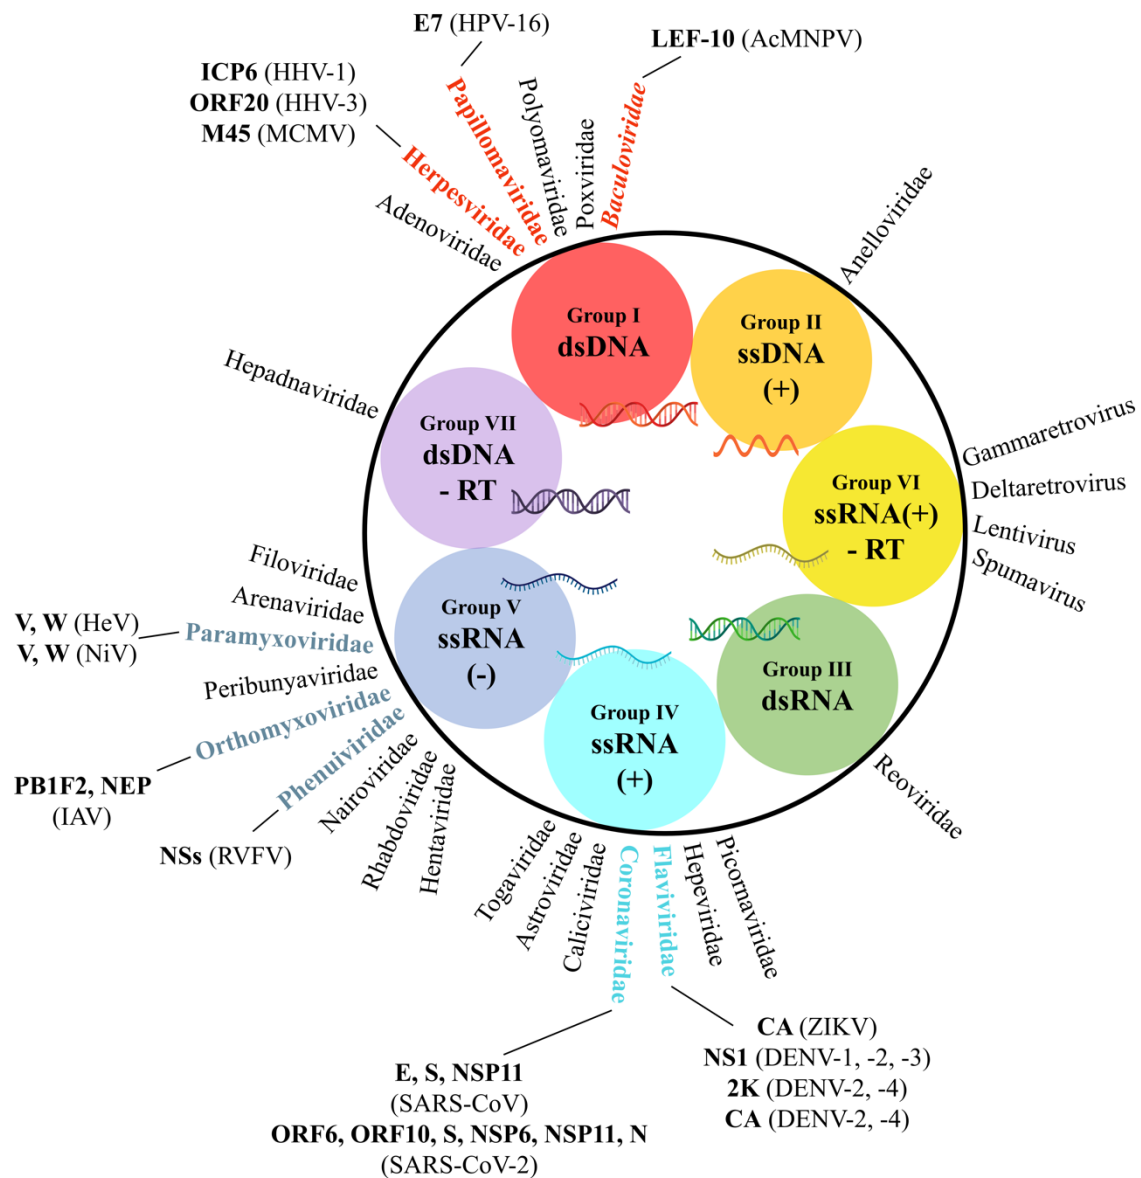 E7 (HPV-16)
LEF-10 (AcMNPV)
ICP6 (HHV-1)
ORF20 (HHV-3)
M45 (MCMV)
Adenoviridae
Herpesviridae
Papillomaviridae
Polyomaviridae
Poxviridae
Baculoviridae
Anelloviridae
Group I
dsDNA
Group II
ssDNA
(+)
Hepadnaviridae
Group VII
dsDNA
- RT
Group VI
ssRNA(+)
- RT
Gammaretrovirus
Deltaretrovirus
Lentivirus
Spumavirus
Filoviridae
Arenaviridae
V, W (HeV)
V, W (NiV)
Paramyxoviridae
Peribunyaviridae
Orthomyxoviridae
PB1F2, NEP
(IAV)
Phenuiviridae
NSs (RVFV)
Nairoviridae
Rhabdoviridae
Hentaviridae
Group V
ssRNA
(-)
Group IV
ssRNA
(+)
Group III
dsRNA
Reoviridae
Togaviridae
Astroviridae
Caliciviridae
Coronaviridae
Flaviviridae
Hepeviridae
Picornaviridae
E, S, NSP11
(SARS-CoV)
ORF6, ORF10, S, NSP6, NSP11, N
(SARS-CoV-2)
CA (ZIKV)
NS1 (DENV-1, -2, -3)
2K (DENV-2, -4)
CA (DENV-2, -4)